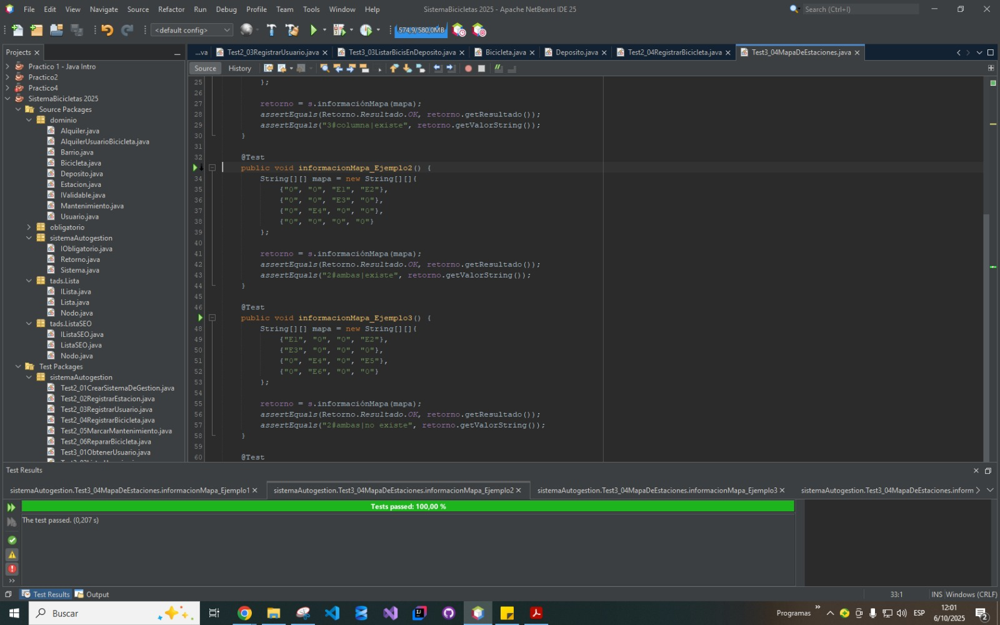 File Edit View Navigate Source Refactor Run Debug Profile Team Tools Window Help SistemaBicicletas 2025 - Apache NetBeans IDE 25 Search (Ctrl+I)
<default config> 574,9/580,0MB
Projects
...va Test2_03RegistrarUsuario.java Test3_03ListarBicisEnDeposito.java Bicicleta.java Deposito.java Test2_04RegistrarBicicleta.java Test3_04MapaDeEstaciones.java
Source History
Practico 1 - Java Intro
Practico2
Practico4
SistemaBicicletas 2025
Source Packages
dominio
Alquiler.java
AlquilerUsuarioBicicleta.java
Barrio.java
Bicicleta.java
Deposito.java
Estacion.java
IValidable.java
Mantenimiento.java
Usuario.java
obligatorio
sistemaAutogestion
IObligatorio.java
Retorno.java
Sistema.java
tads.Lista
ILista.java
Lista.java
Nodo.java
tads.ListaSEO
IListaSEO.java
ListaSEO.java
Nodo.java
Test Packages
sistemaAutogestion
Test2_01CrearSistemaDeGestion.java
Test2_02RegistrarEstacion.java
Test2_03RegistrarUsuario.java
Test2_04RegistrarBicicleta.java
Test2_05MarcarMantenimiento.java
Test2_06RepararBicicleta.java
Test3_01ObtenerUsuario.java
25 };
26
27 retorno = s.informaciónMapa(mapa);
28 assertEquals(Retorno.Resultado.OK, retorno.getResultado());
29 assertEquals("3#columna|existe", retorno.getValorString());
30 }
31
32 @Test
public void informacionMapa_Ejemplo2() {
34 String[][] mapa = new String[][]{
35 {"0", "0", "E1", "E2"},
36 {"0", "0", "E3", "0"},
37 {"0", "E4", "0", "0"},
38 {"0", "0", "0", "0"}
39 };
40
41 retorno = s.informaciónMapa(mapa);
42 assertEquals(Retorno.Resultado.OK, retorno.getResultado());
43 assertEquals("2#ambas|existe", retorno.getValorString());
44 }
45
46 @Test
public void informacionMapa_Ejemplo3() {
48 String[][] mapa = new String[][]{
49 {"E1", "0", "0", "E2"},
50 {"E3", "0", "0", "0"},
51 {"0", "E4", "0", "E5"},
52 {"0", "E6", "0", "0"}
53 };
54
55 retorno = s.informaciónMapa(mapa);
56 assertEquals(Retorno.Resultado.OK, retorno.getResultado());
57 assertEquals("2#ambas|no existe", retorno.getValorString());
58 }
59
60 @Test
Test Results
sistemaAutogestion.Test3_04MapaDeEstaciones.informacionMapa_Ejemplo1 sistemaAutogestion.Test3_04MapaDeEstaciones.informacionMapa_Ejemplo2 sistemaAutogestion.Test3_04MapaDeEstaciones.informacionMapa_Ejemplo3 sistemaAutogestion.Test3_04MapaDeEstaciones.inform
Tests passed: 100,00 %
The test passed. (0,207 s)
Test Results Output 33:1 INS Windows (CRLF)
Buscar Programas ESP 12:01
6/10/2025 2